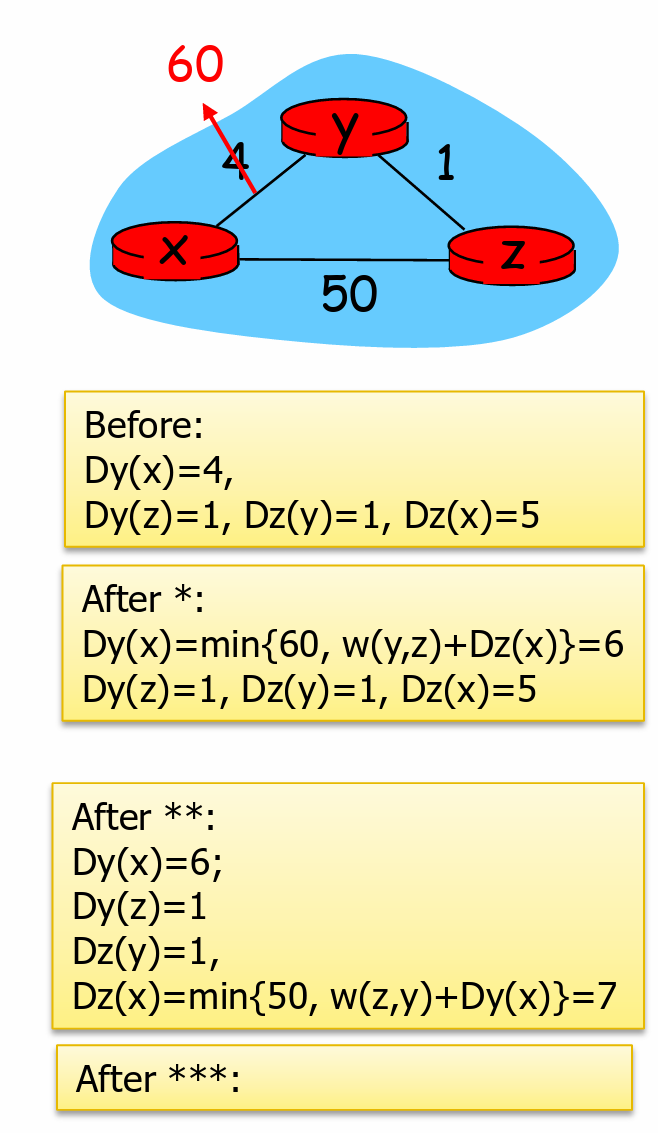 60
y
4
1
x
z
50
Before:
Dy(x)=4,
Dy(z)=1, Dz(y)=1, Dz(x)=5
After *:
Dy(x)=min{60, w(y,z)+Dz(x)}=6
Dy(z)=1, Dz(y)=1, Dz(x)=5
After **:
Dy(x)=6;
Dy(z)=1
Dz(y)=1,
Dz(x)=min{50, w(z,y)+Dy(x)}=7
After ***: